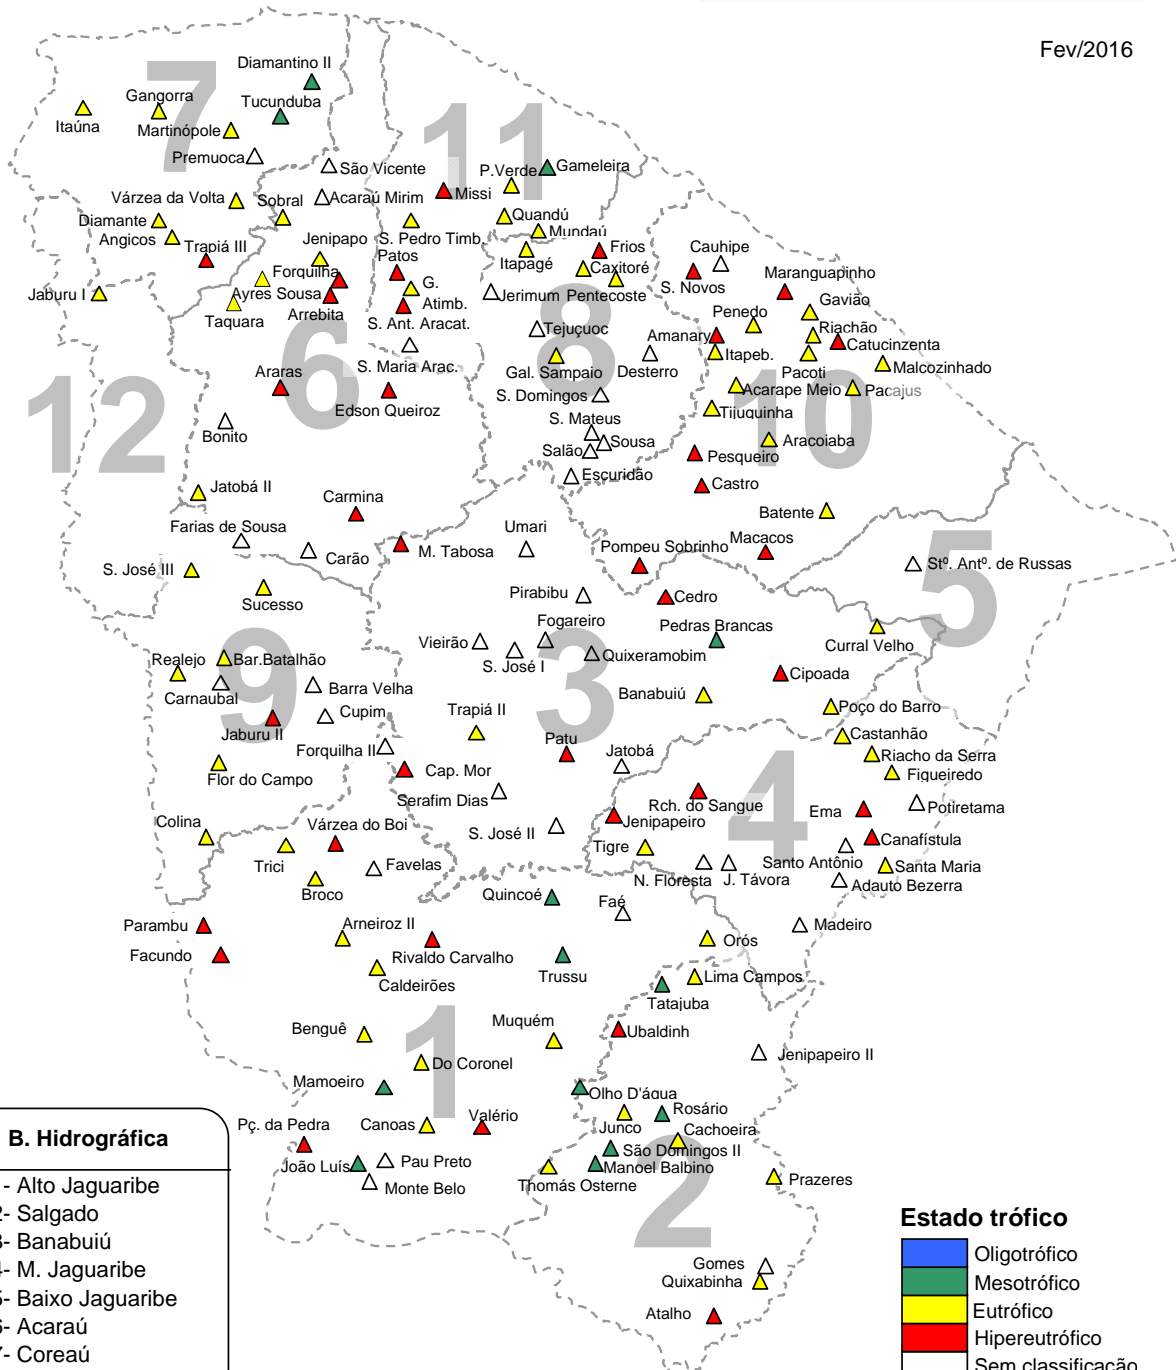 Fev/2016
Diamantino II
7
Gangorra
Tucunduba
Itaúna
Martinópole
11
Premuoca
São Vicente
P.Verde
Gameleira
Várzea da Volta
Sobral
Acaraú Mirim
Missi
Diamante
Quandú
Angicos
Jenipapo
S. Pedro Timb.
Mundaú
Trapiá III
Patos
Itapagé
Frios
Cauhipe
Forquilha
G.
Caxitoré
Maranguapinho
Jaburu I
Ayres Sousa
Atimb.
Jerimum
Pentecoste
S. Novos
Gavião
Taquara
Arrebita
S. Ant. Aracat.
Penedo
6
Tejuçuoc
Amanary
Riachão
8
Catucinzenta
S. Maria Arac.
Gal. Sampaio
Desterro
Itapeb.
Pacoti
Malcozinhado
Araras
12
Edson Queiroz
S. Domingos
Acarape Meio
Pacajus
10
Tijuquinha
Bonito
S. Mateus
Sousa
Aracoiaba
Salão
Pesqueiro
Escuridão
Castro
Jatobá II
Carmina
Batente
Farias de Sousa
Umari
Carão
M. Tabosa
Pompeu Sobrinho
Macacos
5
S. José III
Stº. Antº. de Russas
Sucesso
Pirabibu
Cedro
Fogareiro
Pedras Brancas
Vieirão
3
Curral Velho
Realejo
Bar.Batalhão
S. José I
Quixeramobim
9
Carnaubal
Barra Velha
Cipoada
Banabuiú
Cupim
Trapiá II
Poço do Barro
Jaburu II
Castanhão
Forquilha II
Patu
Jatobá
Riacho da Serra
Flor do Campo
Cap. Mor
4
Figueiredo
Serafim Dias
Rch. do Sangue
Ema
Potiretama
Colina
Várzea do Boi
S. José II
Jenipapeiro
Canafístula
Trici
Favelas
Tigre
Santo Antônio
Santa Maria
N. Floresta
J. Távora
Broco
Quincoé
Adauto Bezerra
Faé
Parambu
Arneiroz II
Madeiro
Facundo
Rivaldo Carvalho
Orós
Caldeirões
Trussu
Lima Campos
Tatajuba
Benguê
Muquém
Ubaldinh
1
Do Coronel
Jenipapeiro II
Mamoeiro
Olho D'água
Pç. da Pedra
Canoas
Valério
Rosário
Junco
Cachoeira
São Domingos II
João Luís
Pau Preto
Manoel Balbino
2
Monte Belo
Thomás Osterne
Prazeres
Gomes
Quixabinha
Atalho
B. Hidrográfica
- Alto Jaguaribe
2- Salgado
3- Banabuiú
4- M. Jaguaribe
5- Baixo Jaguaribe
6- Acaraú
7- Coreaú
Estado trófico
Oligotrófico
Mesotrófico
Eutrófico
Hipereutrófico
Sem classificação